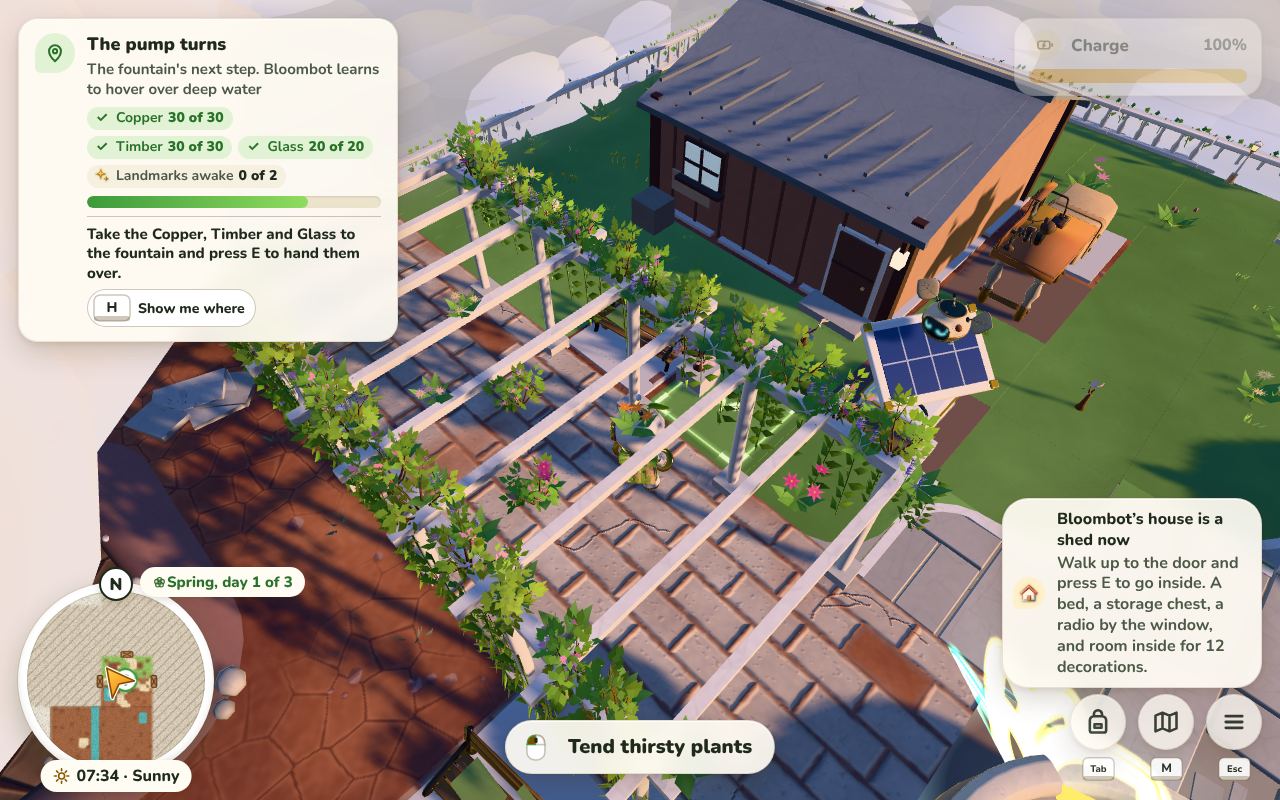 The pump turns
The fountain's next step. Bloombot learns
to hover over deep water
Copper 30 of 30
Timber 30 of 30 Glass 20 of 20
Landmarks awake 0 of 2
Take the Copper, Timber and Glass to
the fountain and press E to hand them
over.
H Show me where
Charge 100%
Bloombot's house is a
shed now
Walk up to the door and
press E to go inside. A
bed, a storage chest, a
radio by the window,
and room inside for 12
decorations.
N
Spring, day 1 of 3
07:34 · Sunny
Tend thirsty plants
Tab M Esc